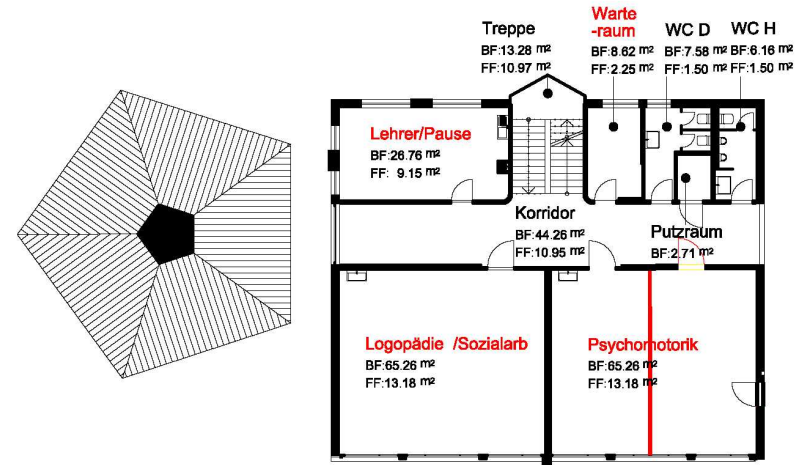 Treppe
BF:13.28 m²
FF:10.97 m²
Warte
-raum
BF:8.62 m²
FF:2.25 m²
WC D
BF:7.58 m²
FF:1.50 m²
WC H
BF:6.16 m²
FF:1.50 m²
Lehrer/Pause
BF:26.76 m²
FF: 9.15 m²
Korridor
BF:44.26 m²
FF:10.95 m²
Putzraum
BF:2.71 m²
Logopädie /Sozialarb
BF:65.26 m²
FF:13.18 m²
Psychomotorik
BF:65.26 m²
FF:13.18 m²